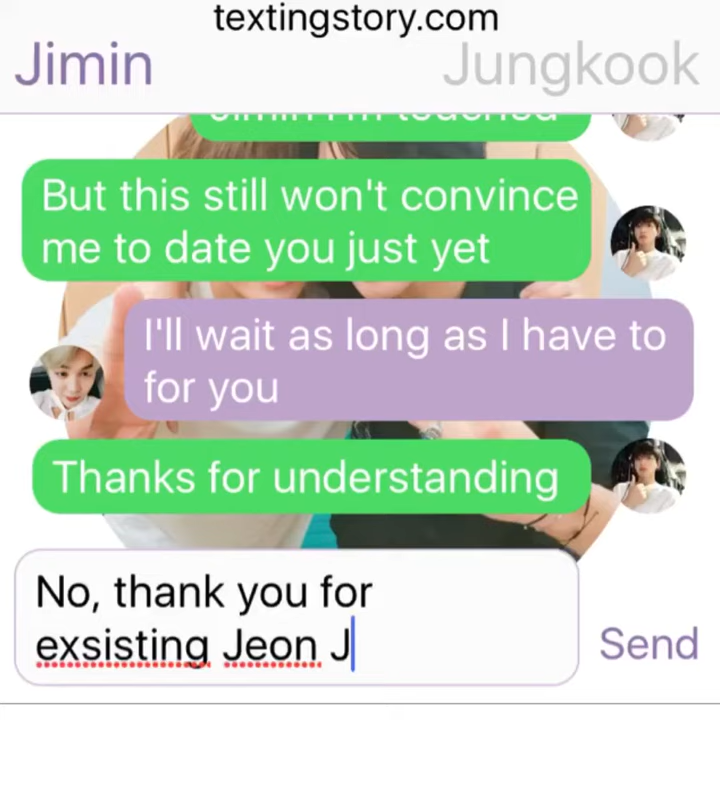 textingstory.com
Jimin Jungkook
But this still won't convince
me to date you just yet
I'll wait as long as I have to
for you
Thanks for understanding
No, thank you for
exsisting Jeon J
Send